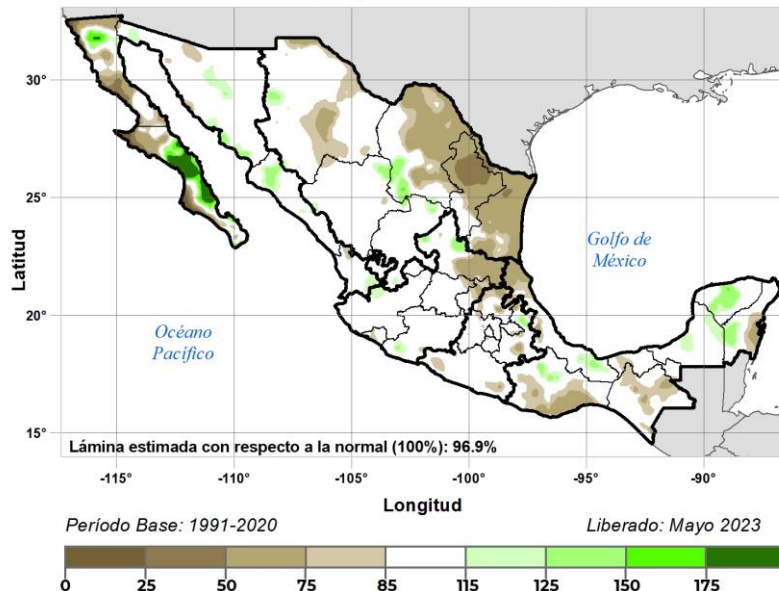 30°
25°
20°
15°
Latitud
Golfo de
México
Océano
Pacífico
Lámina estimada con respecto a la normal (100%): 96.9%
-115° -110° -105° -100° -95° -90°
Longitud
Período Base: 1991-2020 Liberado: Mayo 2023
0 25 50 75 85 115 125 150 175